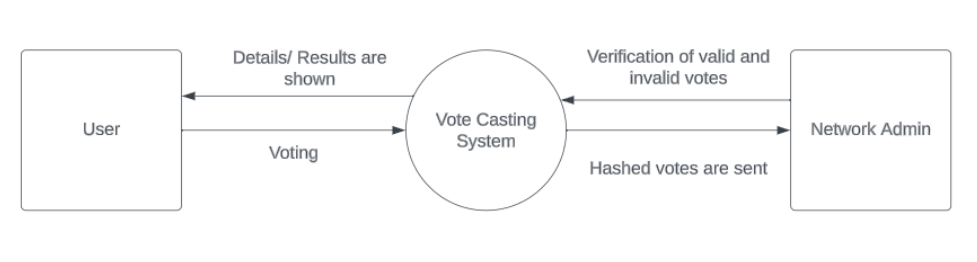 Details/ Results are
shown
Verification of valid and
invalid votes
User
Vote Casting
System
Network Admin
Voting
Hashed votes are sent